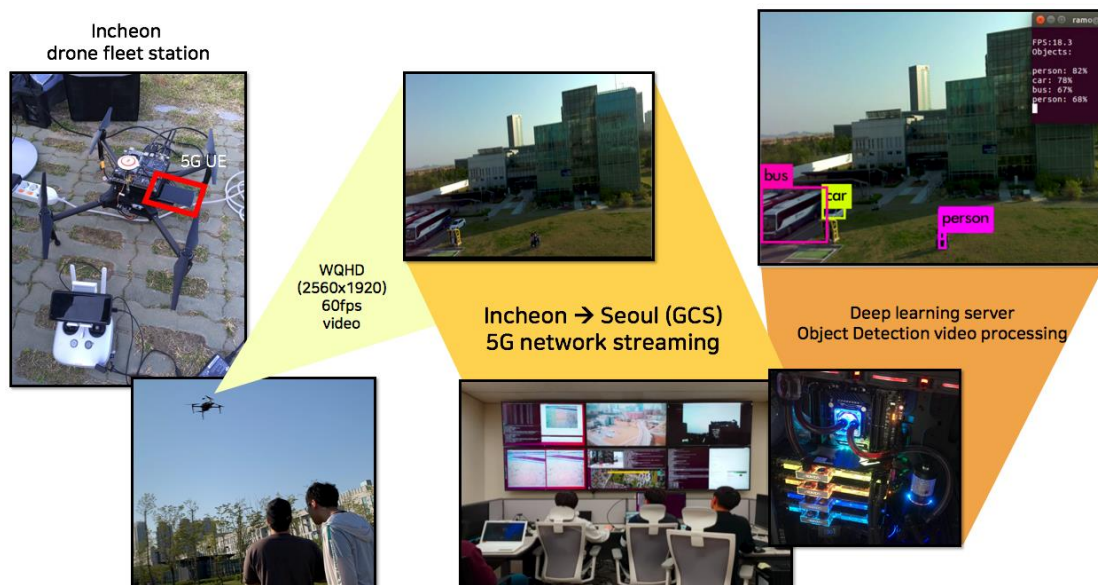 Incheon
drone fleet station
5G UE
WQHD
(2560x1920)
60fps
video
Incheon → Seoul (GCS)
5G network streaming
ramo
FPS:18.3
Objects:
person: 82%
car: 78%
bus: 67%
person: 68%
bus
car
person
Deep learning server
Object Detection video processing